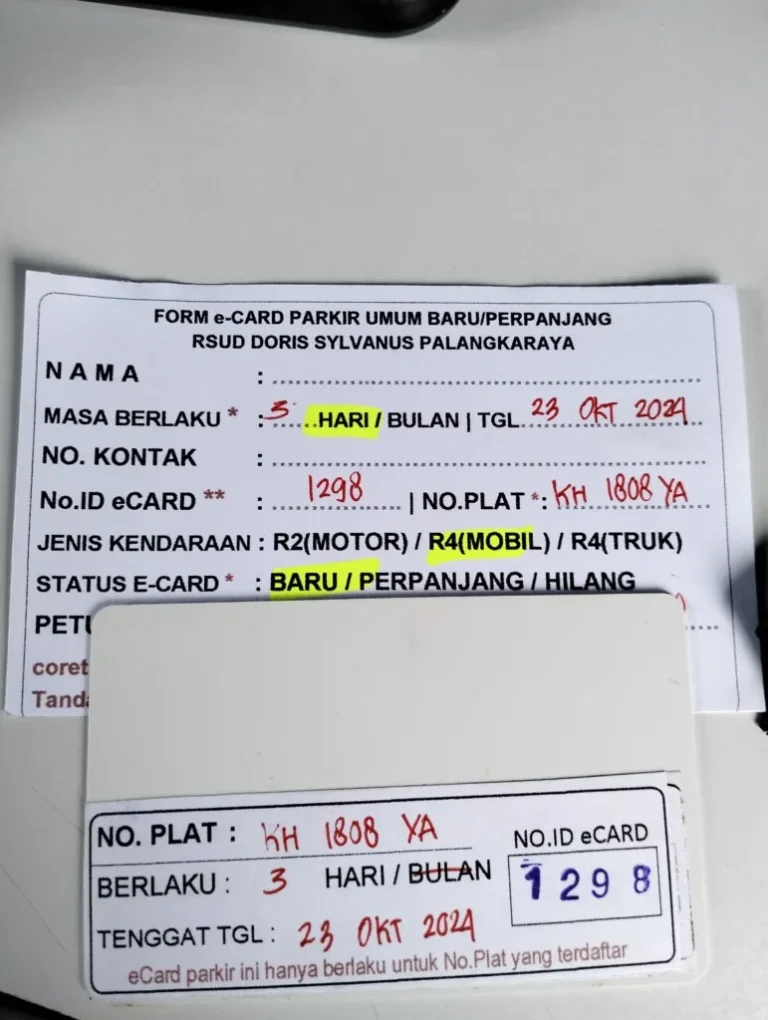 FORM e-CARD PARKIR UMUM BARU/PERPANJANG
RSUD DORIS SYLVANUS PALANGKARAYA
NAMA :
MASA BERLAKU * : 3 HARI / BULAN | TGL. 23 OKT 2024
NO. KONTAK :
No.ID eCARD ** : 1298 | NO.PLAT *: KH 1808 YA
JENIS KENDARAAN : R2(MOTOR) / R4(MOBIL) / R4(TRUK)
STATUS E-CARD * : BARU / PERPANJANG / HILANG
PETU
coret
Tanda
NO. PLAT : KH 1808 YA
NO.ID eCARD
BERLAKU : 3 HARI / BULAN
1298
TENGGAT TGL : 23 OKT 2024
eCard parkir ini hanya berlaku untuk No.Plat yang terdaftar